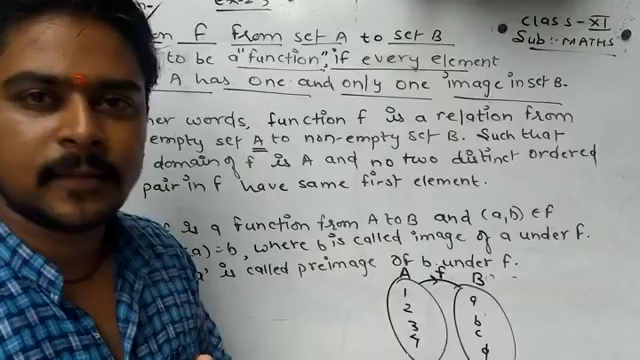 Ex-2.3
Class-XI
Sub:-MATHS
f from set A to set B
to be a "function", if every element
A has one and only one image in set B.
words, function f is a relation from
empty set A to non-empty set B. Such that
domain of f is A and no two distinct ordered
pair in f have same first element.
is a function from A to B and (a,b) ∈ f
=b, where b is called image of a under f.
is called preimage of b under f.
A f B
1 a
2 b
3 c
4 d